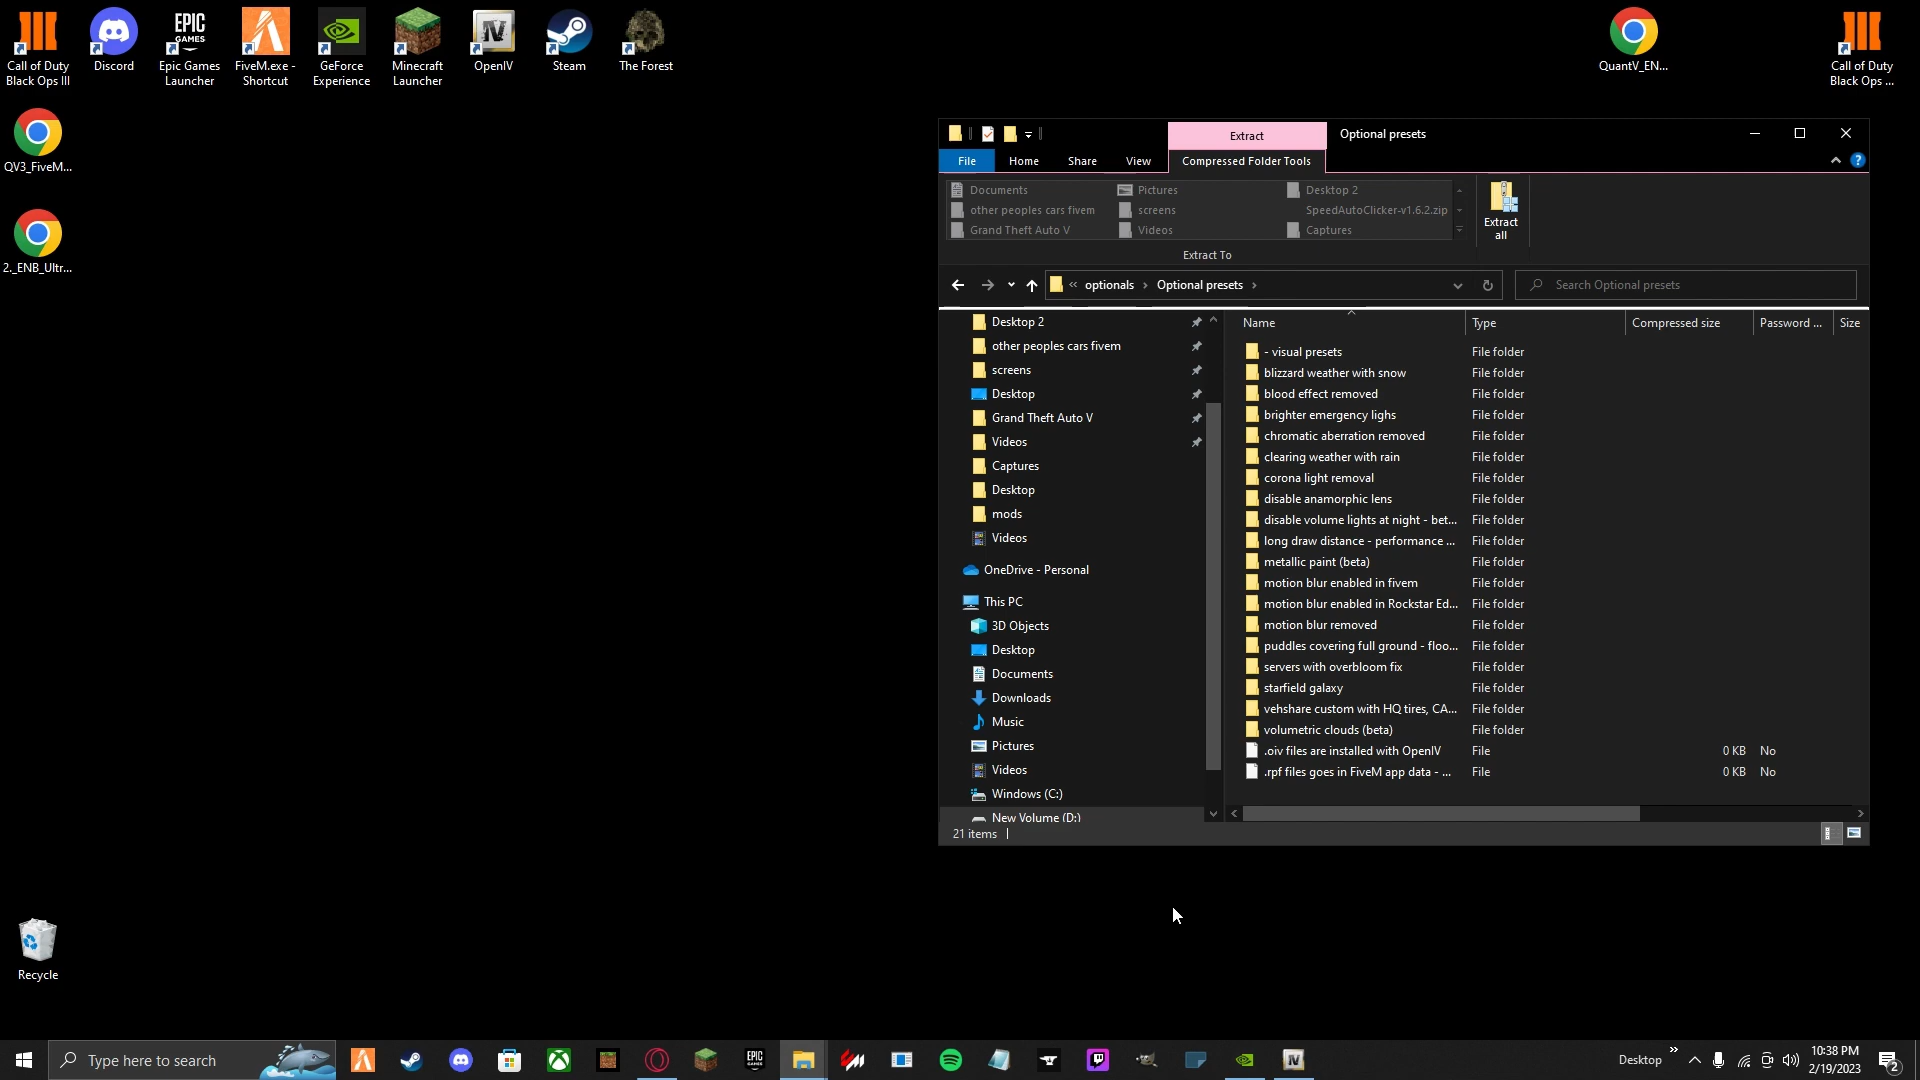 Call of Duty
Black Ops III
Discord
Epic Games
Launcher
FiveM.exe -
Shortcut
GeForce
Experience
Minecraft
Launcher
OpenIV
Steam
The Forest
QuantV_EN...
Call of Duty
Black Ops ...
EPIC
GAMES
QV3_FiveM...
2._ENB_Ultr...
Recycle
Extract
Optional presets
File
Home
Share
View
Compressed Folder Tools
Documents
Pictures
Desktop 2
other peoples cars fivem
screens
SpeedAutoClicker-v1.6.2.zip
Grand Theft Auto V
Videos
Captures
Extract
all
Extract To
« optionals › Optional presets ›
Search Optional presets
Desktop 2
other peoples cars fivem
screens
Desktop
Grand Theft Auto V
Videos
Captures
Desktop
mods
Videos
OneDrive - Personal
This PC
3D Objects
Desktop
Documents
Downloads
Music
Pictures
Videos
Windows (C:)
New Volume (D:)
Name Type Compressed size Password ... Size
- visual presets File folder
blizzard weather with snow File folder
blood effect removed File folder
brighter emergency lighs File folder
chromatic aberration removed File folder
clearing weather with rain File folder
corona light removal File folder
disable anamorphic lens File folder
disable volume lights at night - bet... File folder
long draw distance - performance ... File folder
metallic paint (beta) File folder
motion blur enabled in fivem File folder
motion blur enabled in Rockstar Ed... File folder
motion blur removed File folder
puddles covering full ground - floo... File folder
servers with overbloom fix File folder
starfield galaxy File folder
vehshare custom with HQ tires, CA... File folder
volumetric clouds (beta) File folder
.oiv files are installed with OpenIV File 0 KB No
.rpf files goes in FiveM app data - ... File 0 KB No
21 items
Type here to search
EPIC
GAMES
Desktop
10:38 PM
2/19/2023
2